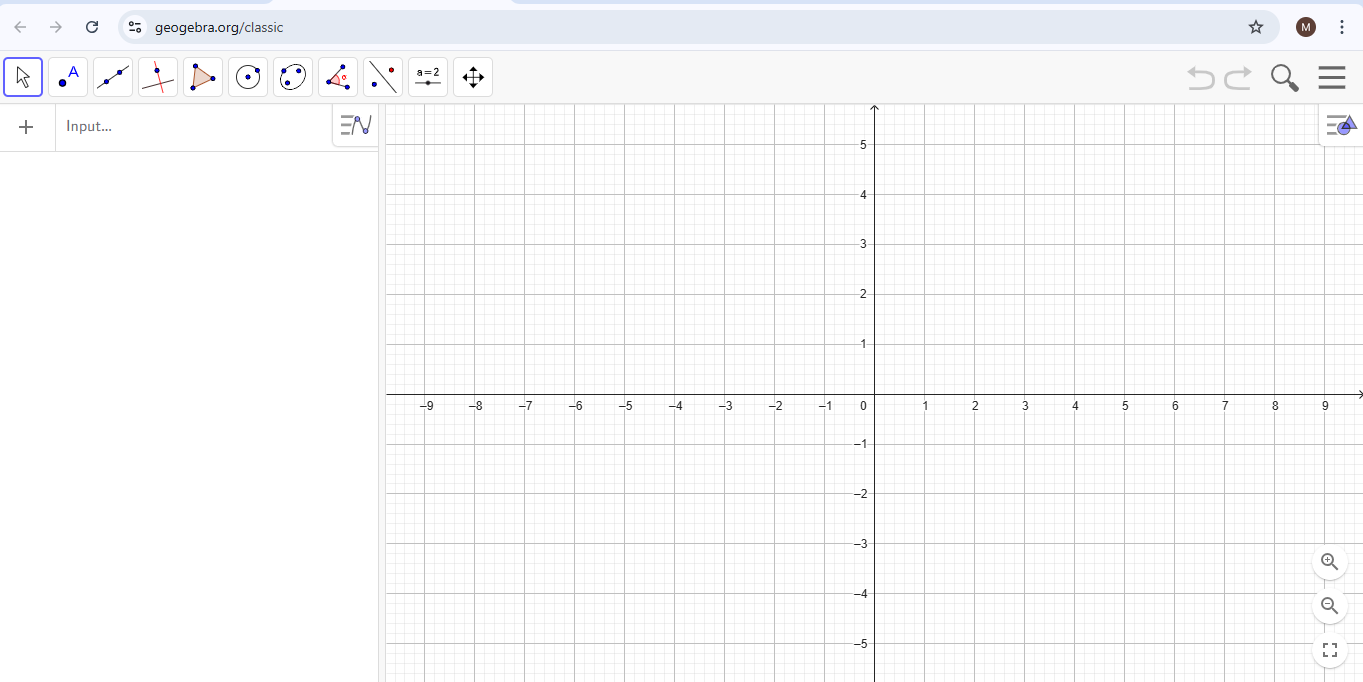 geogebra.org/classic
M
A
α
a=2
Input...
5
4
3
2
1
–9 –8 –7 –6 –5 –4 –3 –2 –1 0 1 2 3 4 5 6 7 8 9
–1
–2
–3
–4
–5